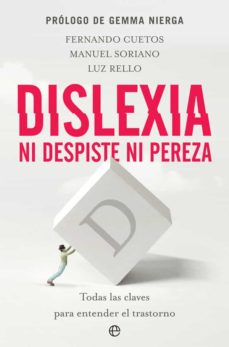 PRÓLOGO DE GEMMA NIERGA
FERNANDO CUETOS
MANUEL SORIANO
LUZ RELLO
DISLEXIA
NI DESPISTE NI PEREZA
D
Todas las claves
para entender el trastorno
e